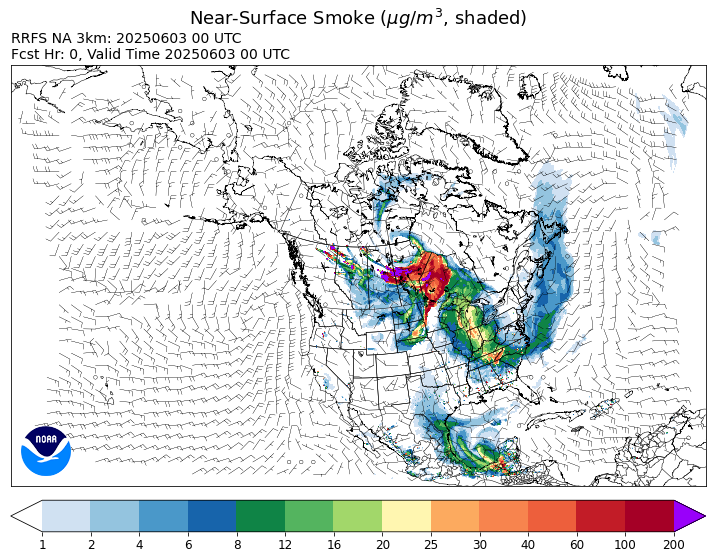 Near-Surface Smoke (μg/m³, shaded)
RRFS NA 3km: 20250603 00 UTC
Fcst Hr: 0, Valid Time 20250603 00 UTC
NOAA
1 2 4 6 8 12 16 20 25 30 40 60 100 200